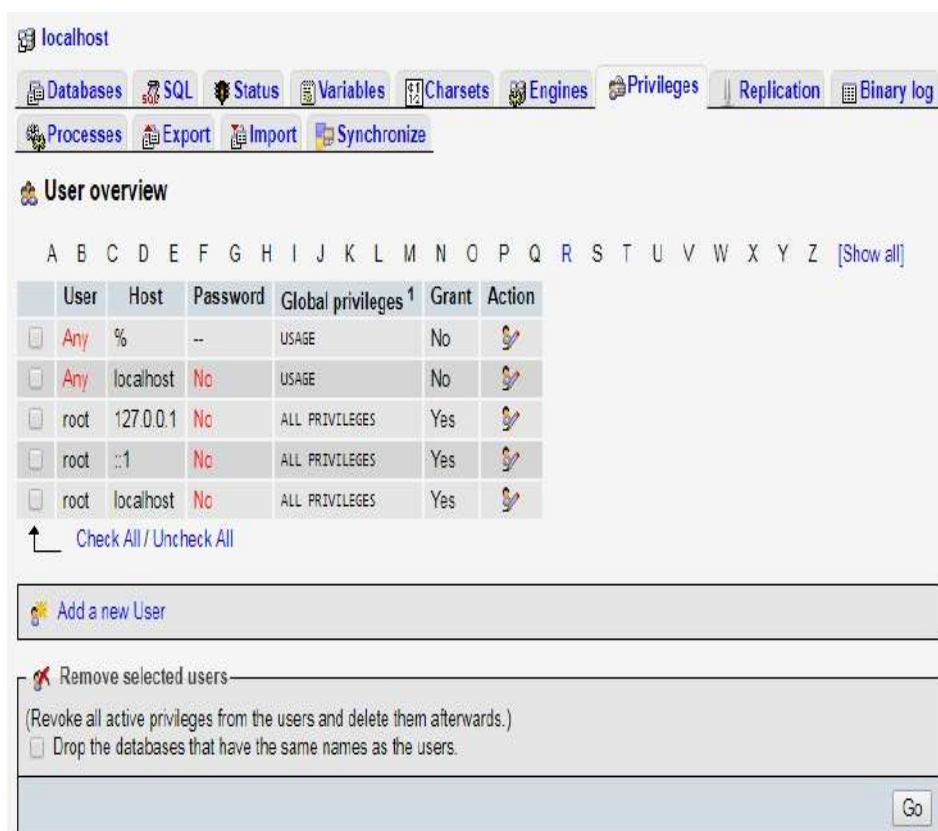 localhost
Databases SQL Status Variables Charsets Engines Privileges Replication Binary log
Processes Export Import Synchronize
User overview
A B C D E F G H I J K L M N O P Q R S T U V W X Y Z [Show all]
User Host Password Global privileges 1 Grant Action
Any % -- USAGE No
Any localhost No USAGE No
root 127.0.0.1 No ALL PRIVILEGES Yes
root ::1 No ALL PRIVILEGES Yes
root localhost No ALL PRIVILEGES Yes
Check All / Uncheck All
Add a new User
Remove selected users
(Revoke all active privileges from the users and delete them afterwards.)
Drop the databases that have the same names as the users.
Go